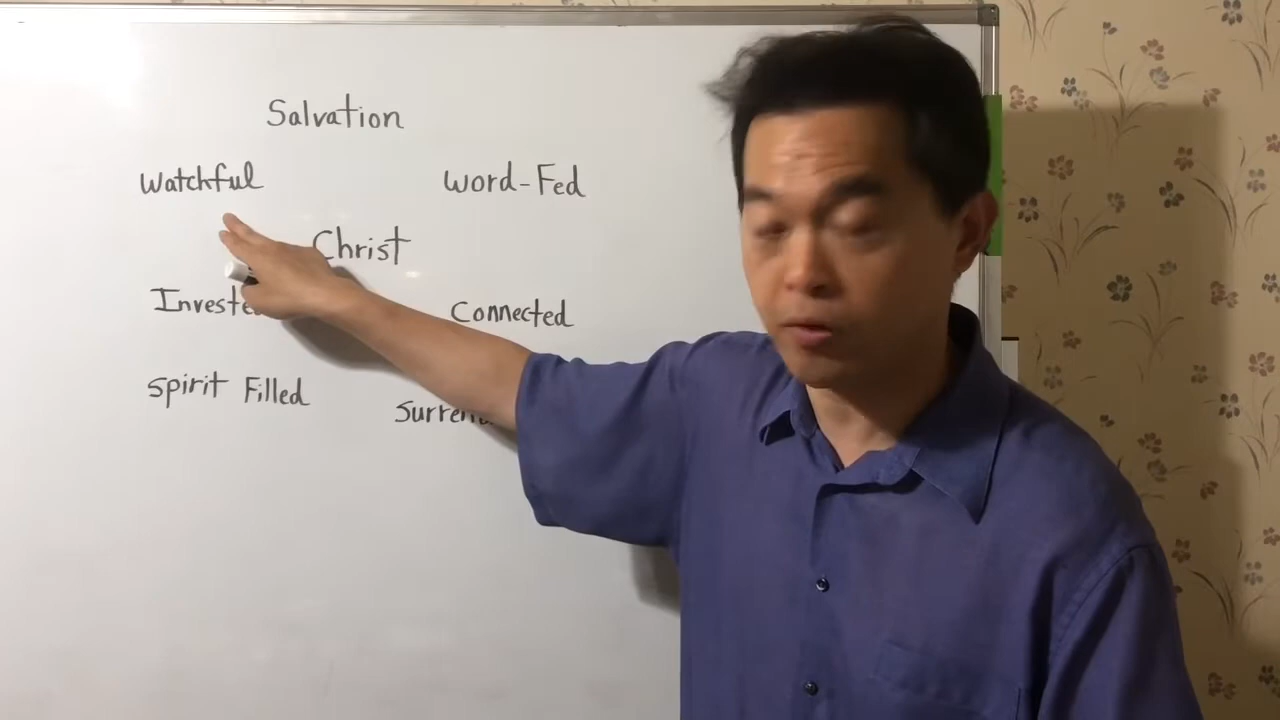 Salvation
Watchful
Word-Fed
Christ
Connected
Spirit Filled